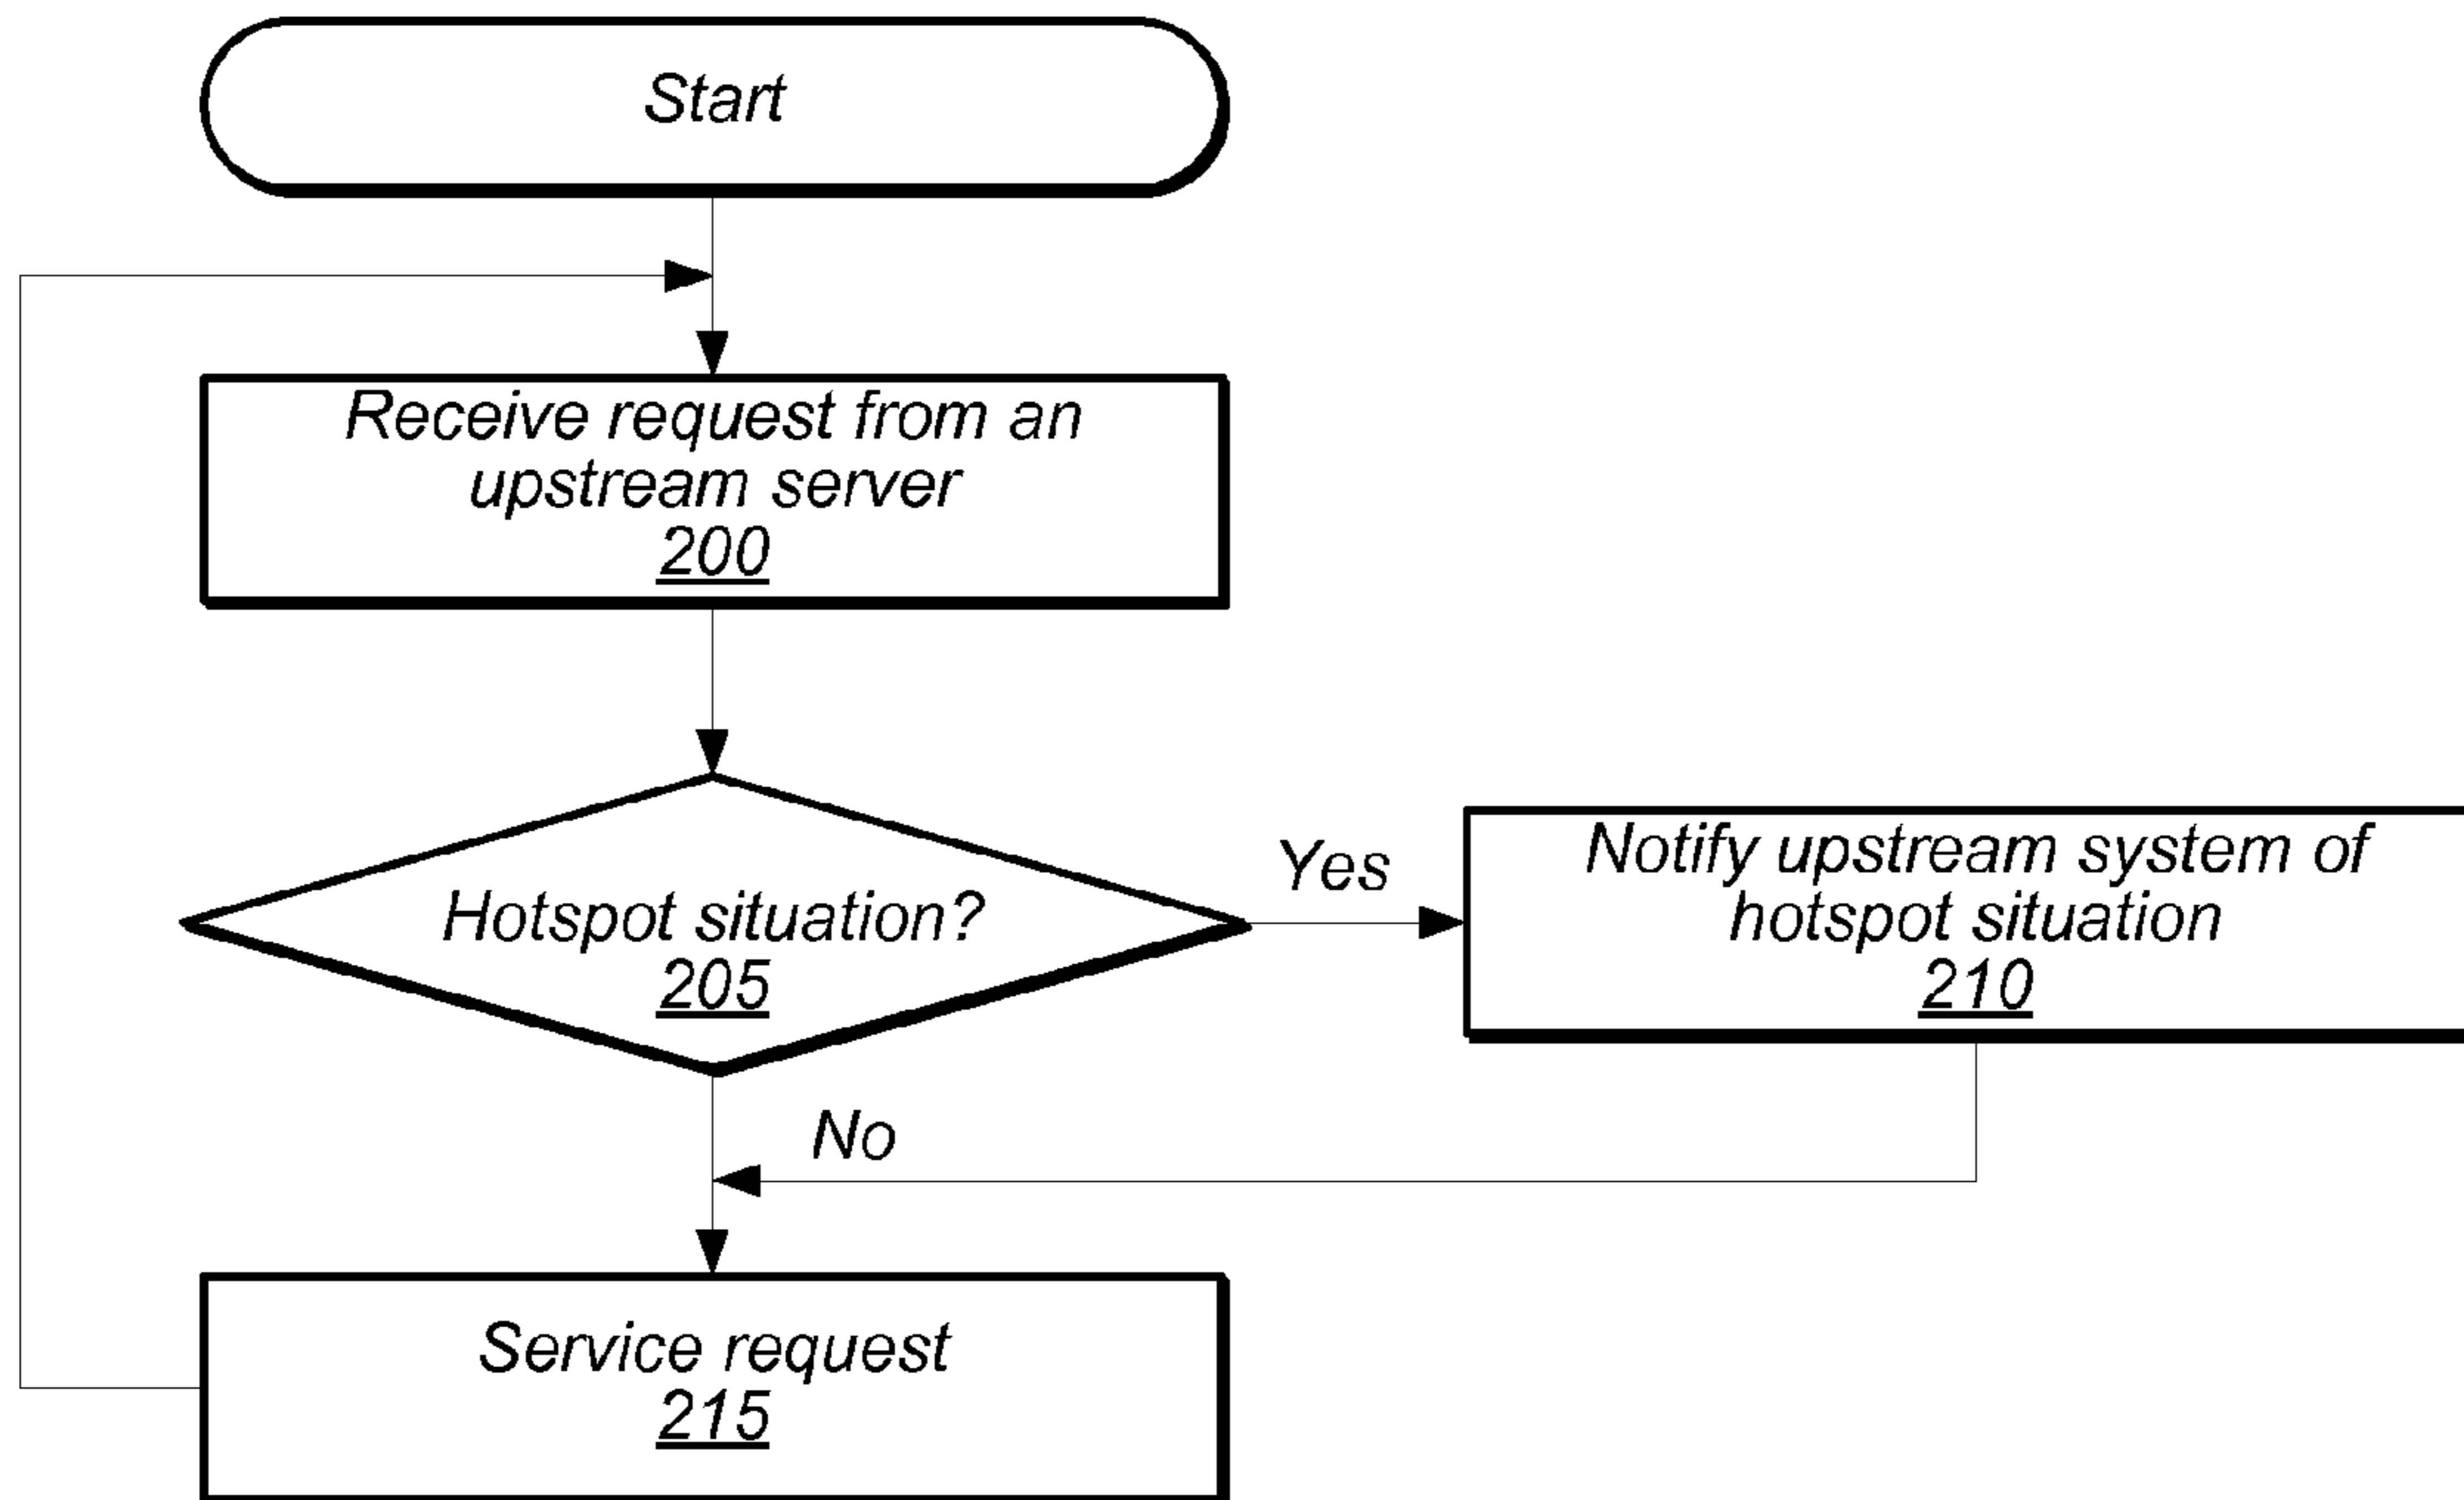 Start
Receive request from an
upstream server
200
Hotspot situation?
205
Yes
Notify upstream system of
hotspot situation
210
No
Service request
215